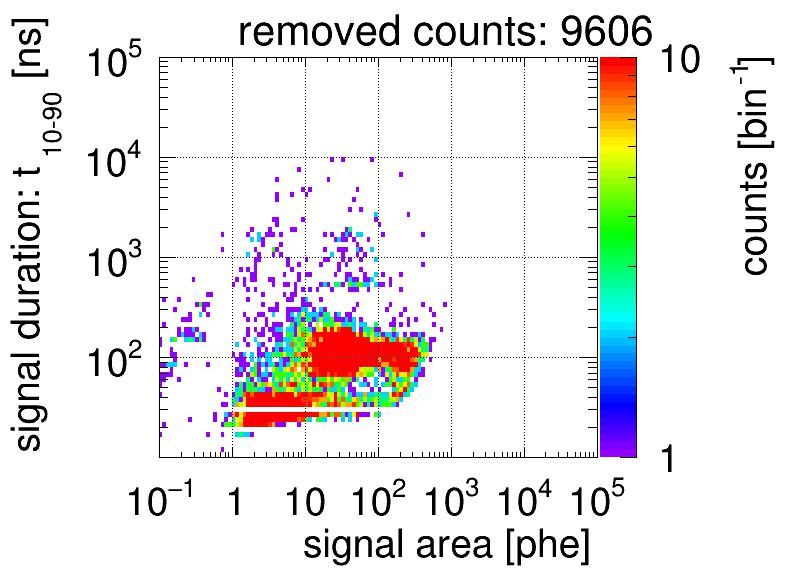 removed counts: 9606
signal duration: t 10-90 [ns]
10^5
10^4
10^3
10^2
10^−1 1 10 10^2 10^3 10^4 10^5
signal area [phe]
10
1
counts [bin^-1]